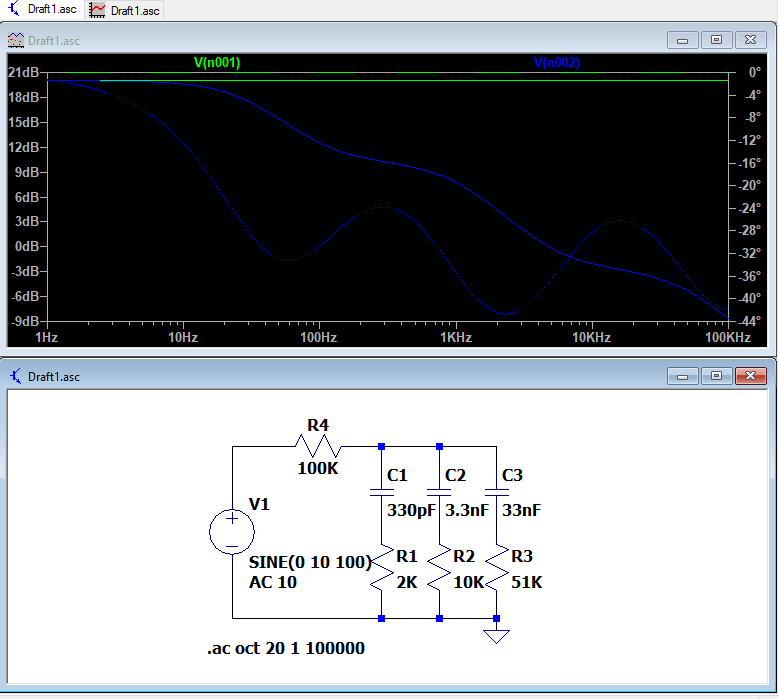 Draft1.asc Draft1.asc
Draft1.asc
V(n001) V(n002)
21dB 0°
18dB -4°
15dB -8°
12dB -12°
9dB -16°
6dB -20°
3dB -24°
0dB -28°
-3dB -32°
-6dB -36°
-9dB -40°
-44°
1Hz 10Hz 100Hz 1KHz 10KHz 100KHz
Draft1.asc
R4
100K
C1 C2 C3
330pF 3.3nF 33nF
V1
SINE(0 10 100)
AC 10
R1 R2 R3
2K 10K 51K
.ac oct 20 1 100000